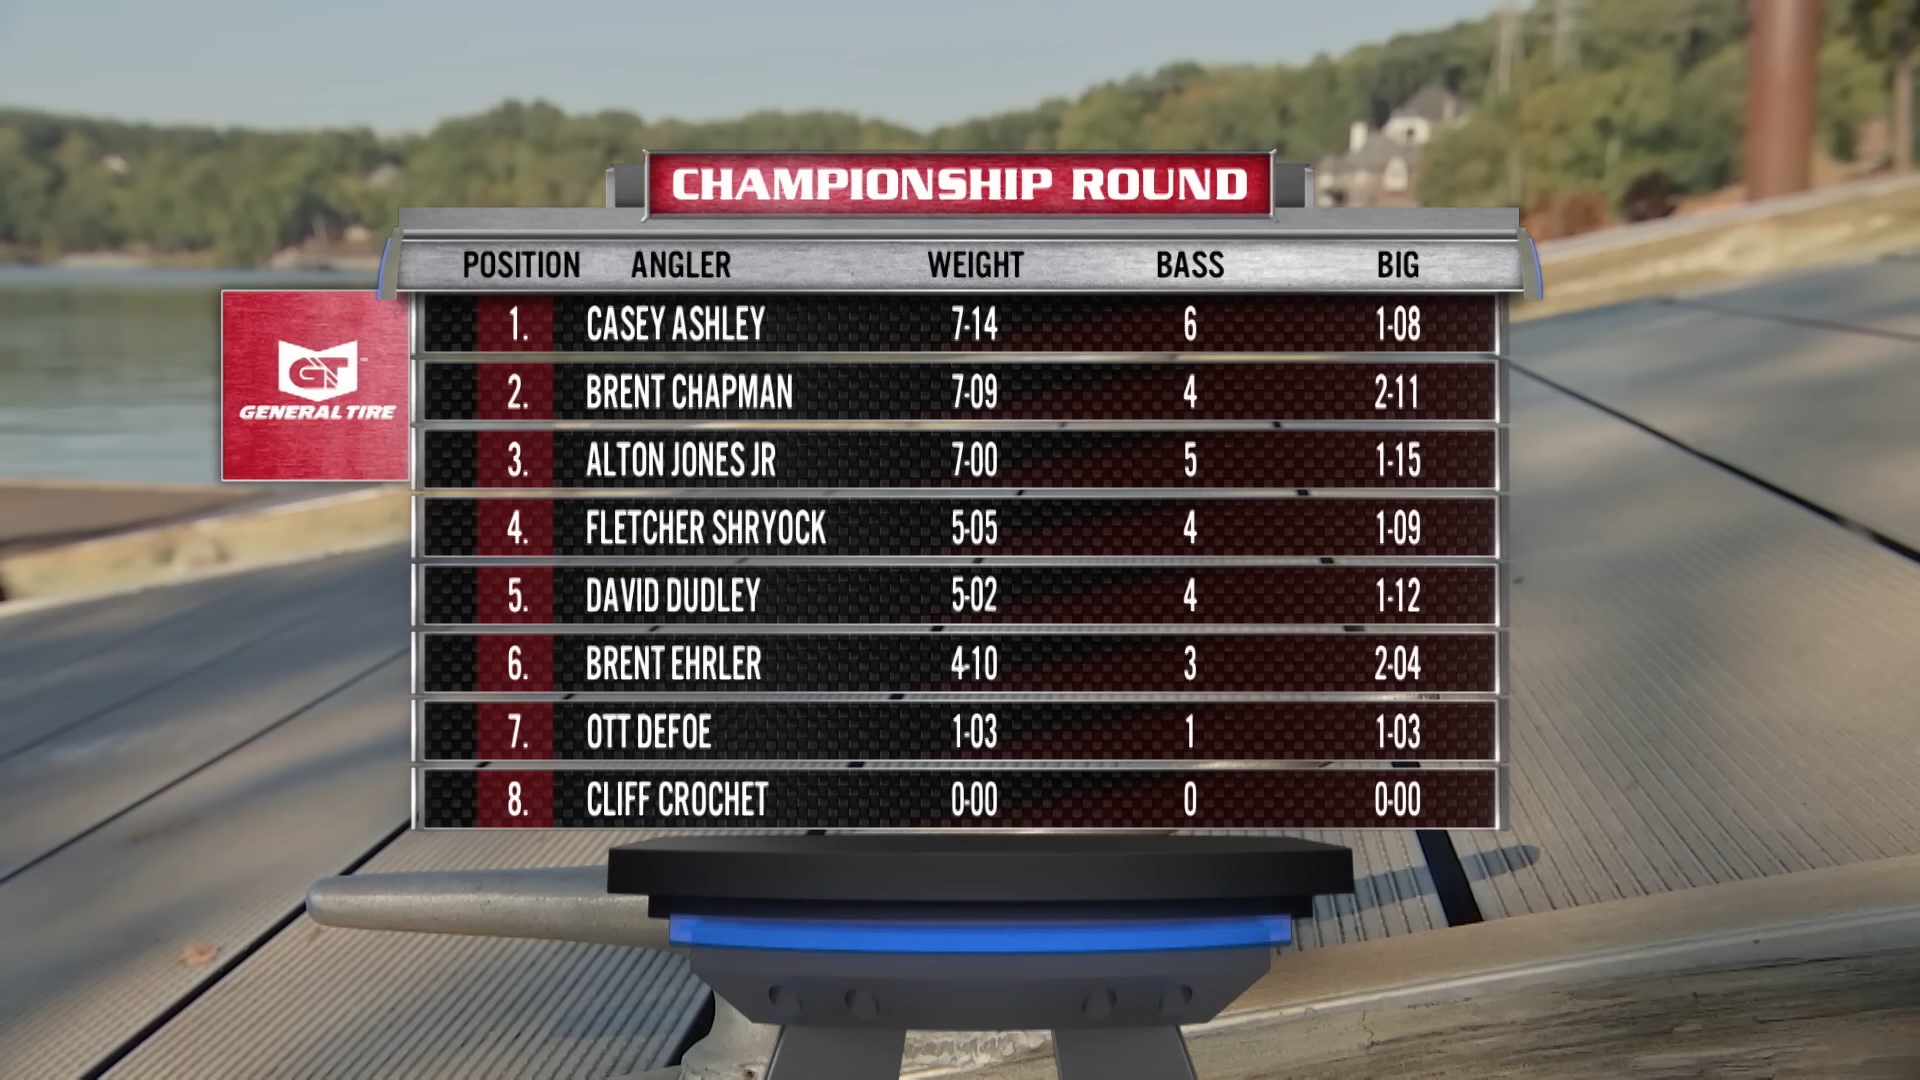 CHAMPIONSHIP ROUND
POSITION ANGLER WEIGHT BASS BIG
1. CASEY ASHLEY 7-14 6 1-08
2. BRENT CHAPMAN 7-09 4 2-11
3. ALTON JONES JR 7-00 5 1-15
4. FLETCHER SHRYOCK 5-05 4 1-09
5. DAVID DUDLEY 5-02 4 1-12
6. BRENT EHRLER 4-10 3 2-04
7. OTT DEFOE 1-03 1 1-03
8. CLIFF CROCHET 0-00 0 0-00
GT™
GENERAL TIRE